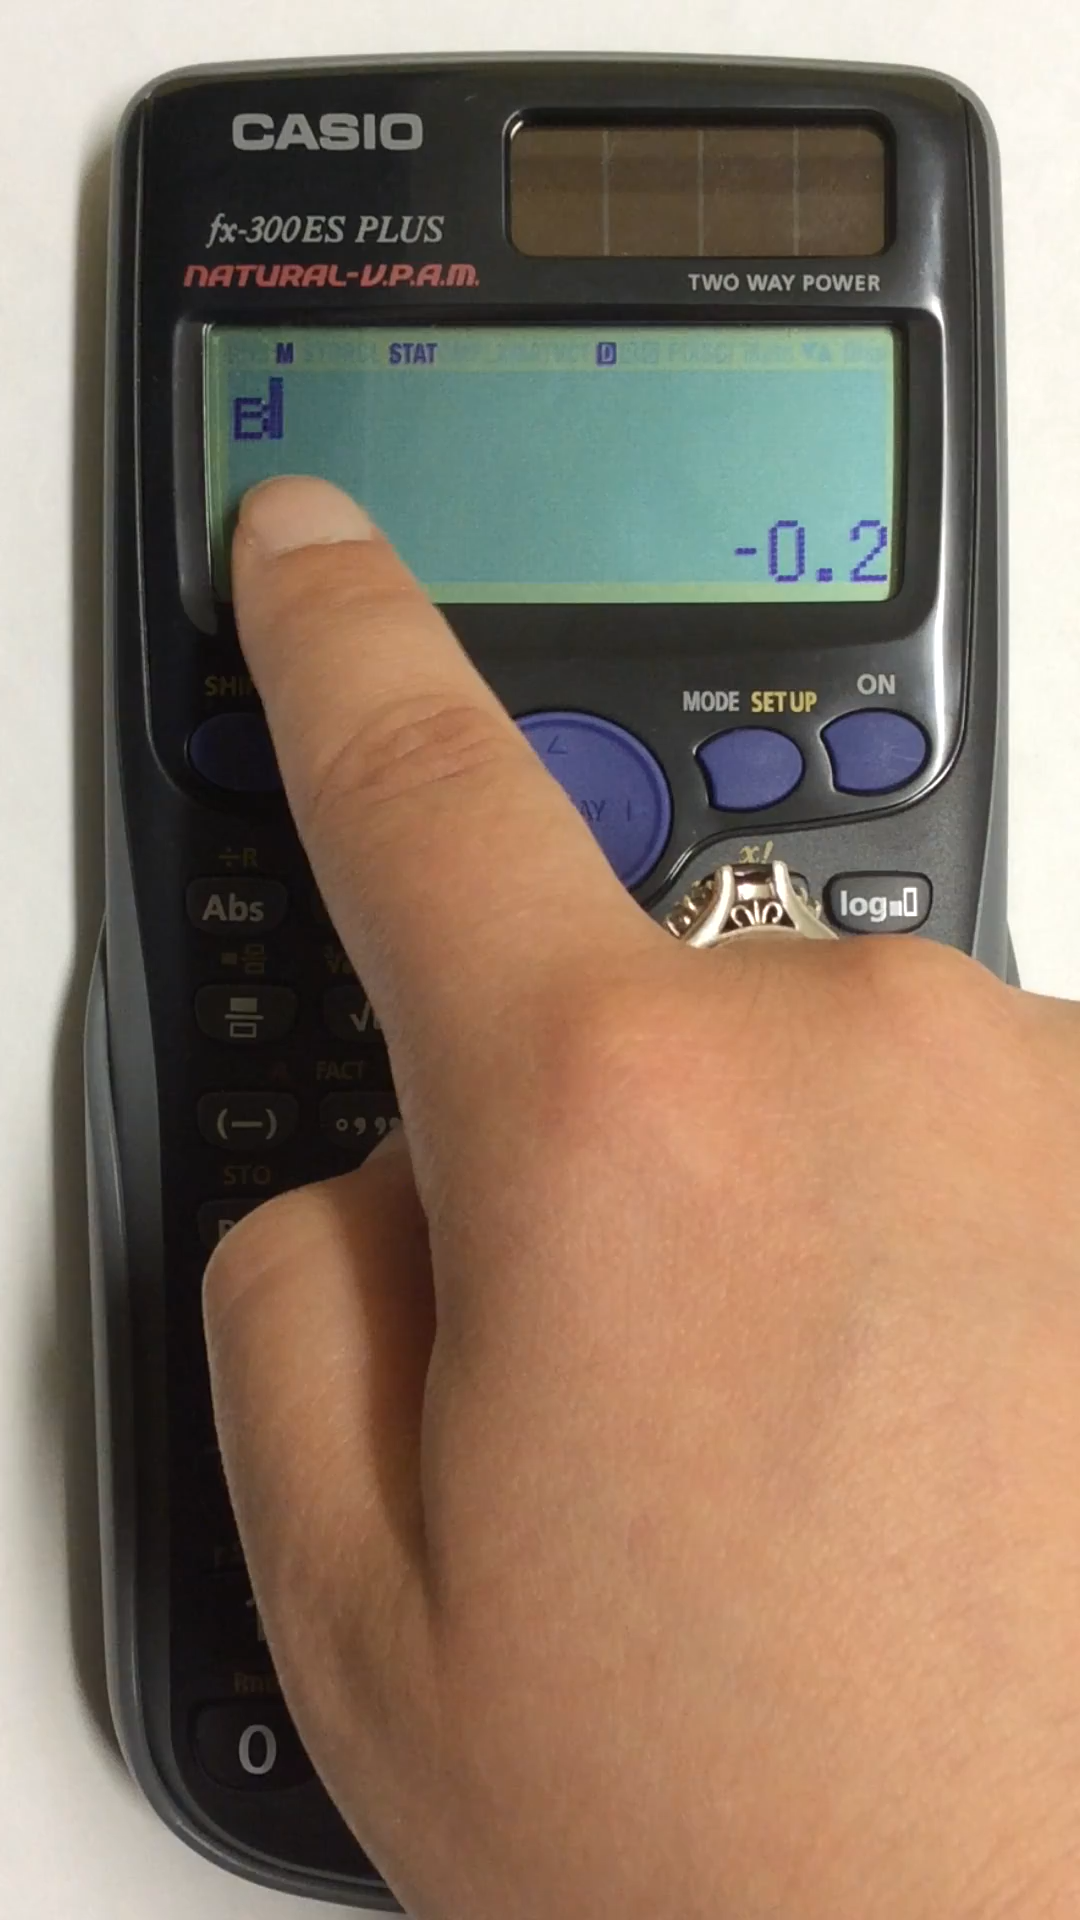 CASIO
fx-300ES PLUS
NATURAL-V.P.A.M.
TWO WAY POWER
M STAT D
B
-0.2
MODE SETUP
ON
÷R
x!
Abs
log
FACT
(—)
STO
0